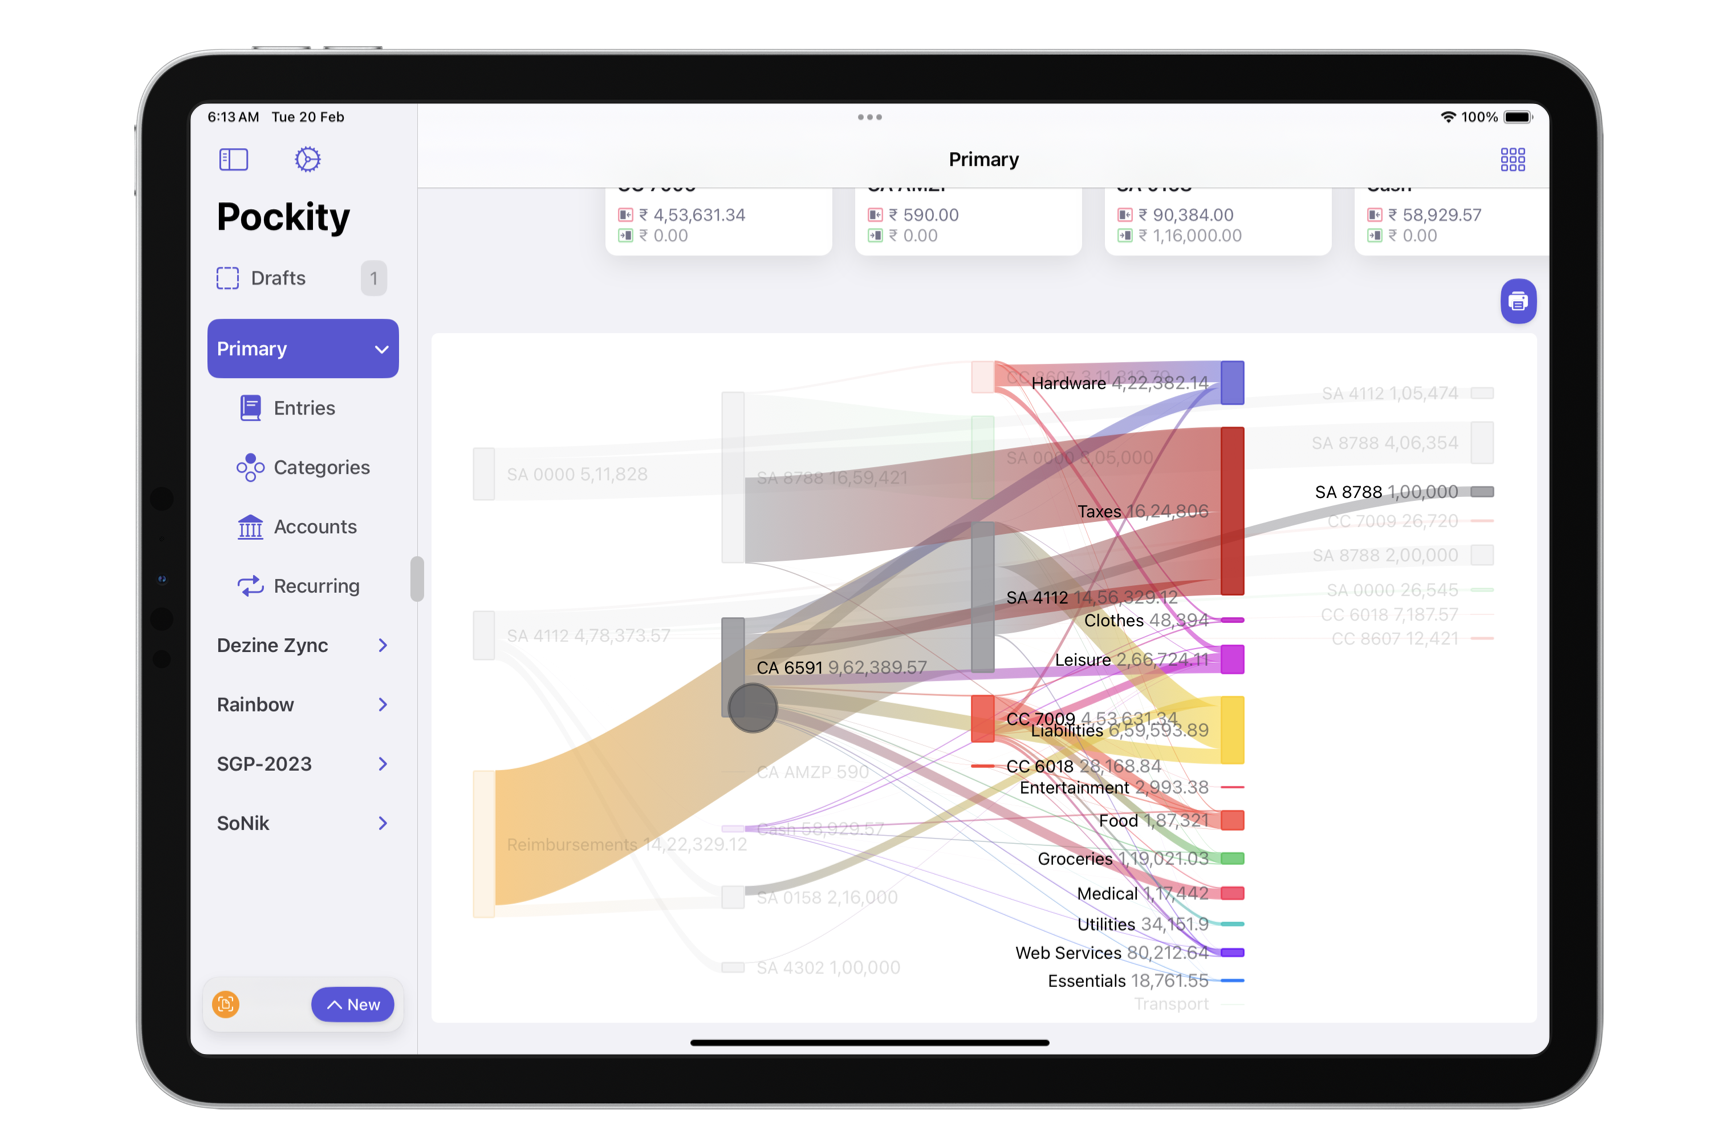 6:13 AM Tue 20 Feb
100%
Primary
Pockity
Drafts
1
Primary
Entries
Categories
Accounts
Recurring
Dezine Zync
Rainbow
SGP-2023
SoNik
New
CC 7009
₹ 4,53,631.34
₹ 0.00
SA AMZP
₹ 590.00
₹ 0.00
SA 0158
₹ 90,384.00
₹ 1,16,000.00
Cash
₹ 58,929.57
₹ 0.00
SA 0000 5,11,828
SA 4112 4,78,373.57
Reimbursements 14,22,329.12
SA 8788 16,59,421
CA 6591 9,62,389.57
CA AMZP 590
Cash 58,929.57
SA 0158 2,16,000
SA 4302 1,00,000
CC 8607
SA 0000
SA 4112 14,56,329.12
CC 7009 4,53,631.34
CC 6018 28,168.84
Hardware 4,22,382.14
Taxes 16,24,806
Clothes 48,394
Leisure 2,66,724.11
Liabilities 6,59,593.89
Entertainment 2,993.38
Food 1,87,321
Groceries 1,19,021.03
Medical 1,17,442
Utilities 34,151.9
Web Services 80,212.64
Essentials 18,761.55
Transport
SA 4112 1,05,474
SA 8788 4,06,354
SA 8788 1,00,000
CC 7009 26,720
SA 8788 2,00,000
SA 0000 26,545
CC 6018 7,187.57
CC 8607 12,421